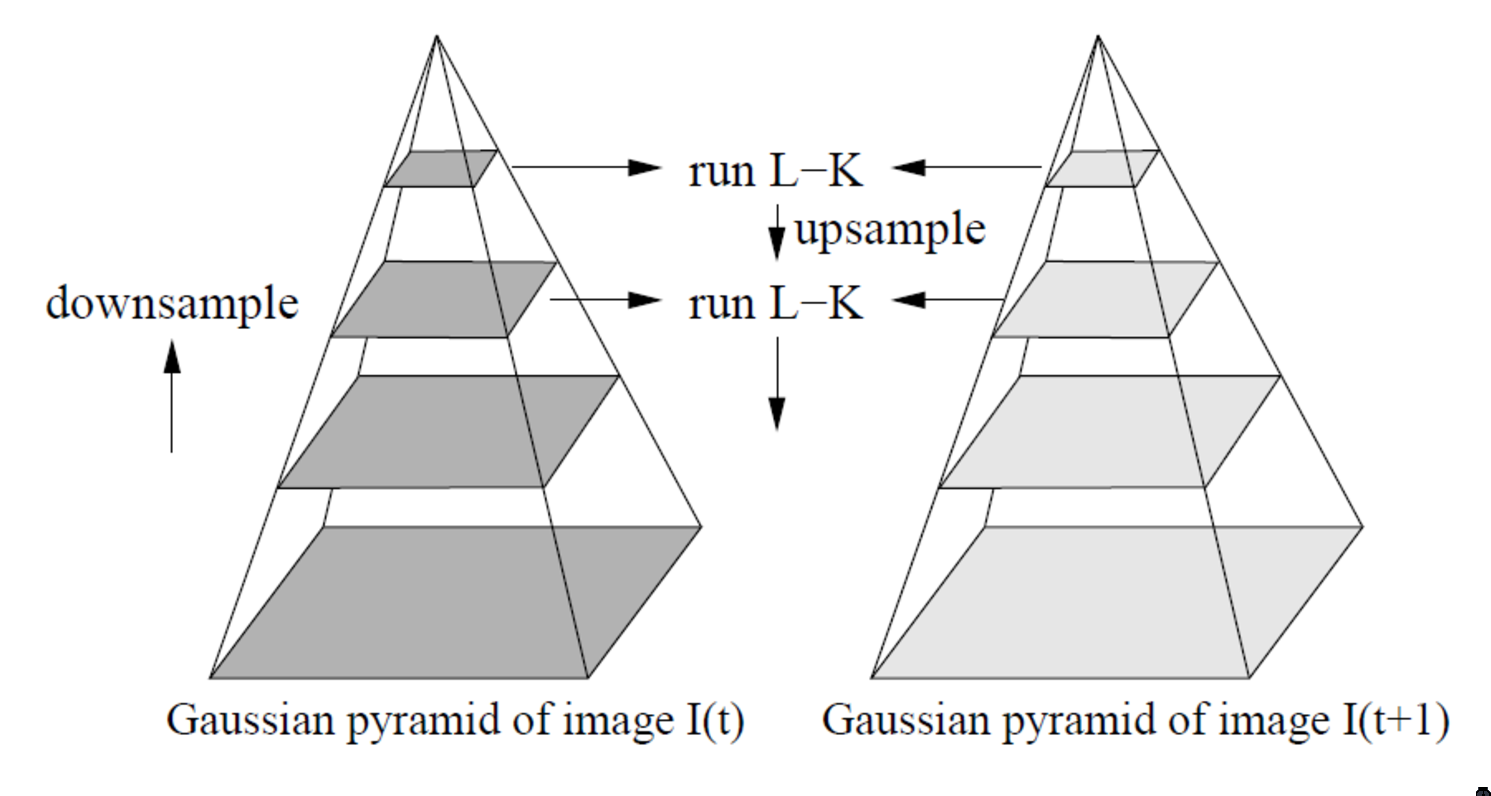 run L−K
upsample
downsample
run L−K
Gaussian pyramid of image I(t)
Gaussian pyramid of image I(t+1)